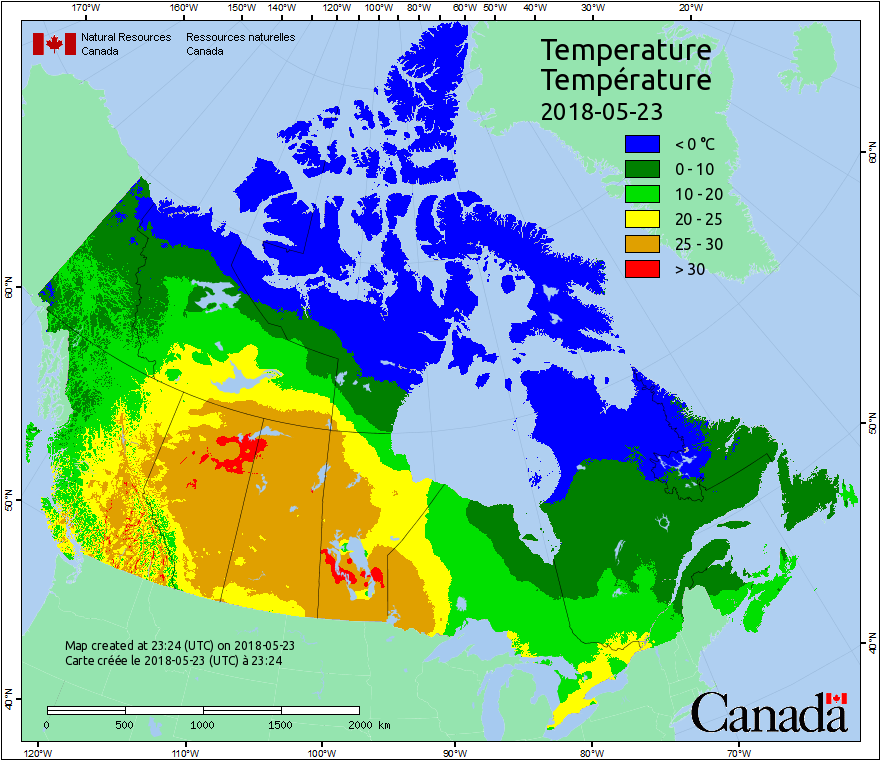 170°W 160°W 150°W 140°W 130°W 120°W 110°W 100°W 90°W 80°W 60°W 50°W 40°W 30°W 20°W
Natural Resources Ressources naturelles
Canada Canada
Temperature
Température
2018-05-23
< 0 °C
0 - 10
10 - 20
20 - 25
25 - 30
> 30
60°N
60°N
50°N
50°N
40°N
40°N
Map created at 23:24 (UTC) on 2018-05-23
Carte créée le 2018-05-23 (UTC) à 23:24
0 500 1000 1500 2000 km
Canada
120°W 110°W 100°W 90°W 80°W 70°W